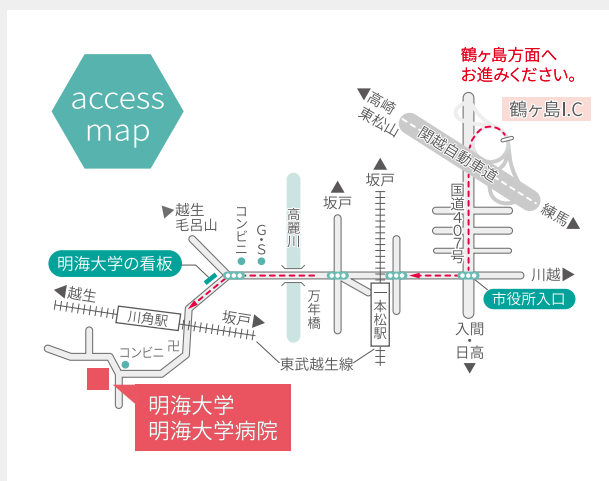 access
map
鶴ヶ島方面へ
お進みください。
鶴ヶ島I.C
高崎
東松山
関越自動車道
練馬
国道407号
坂戸
坂戸
越生
毛呂山
コンビニ
G・S
高麗川
明海大学の看板
川越
市役所入口
万年橋
一本松駅
入間
・
日高
越生
川角駅
坂戸
卍
コンビニ
東武越生線
明海大学
明海大学病院